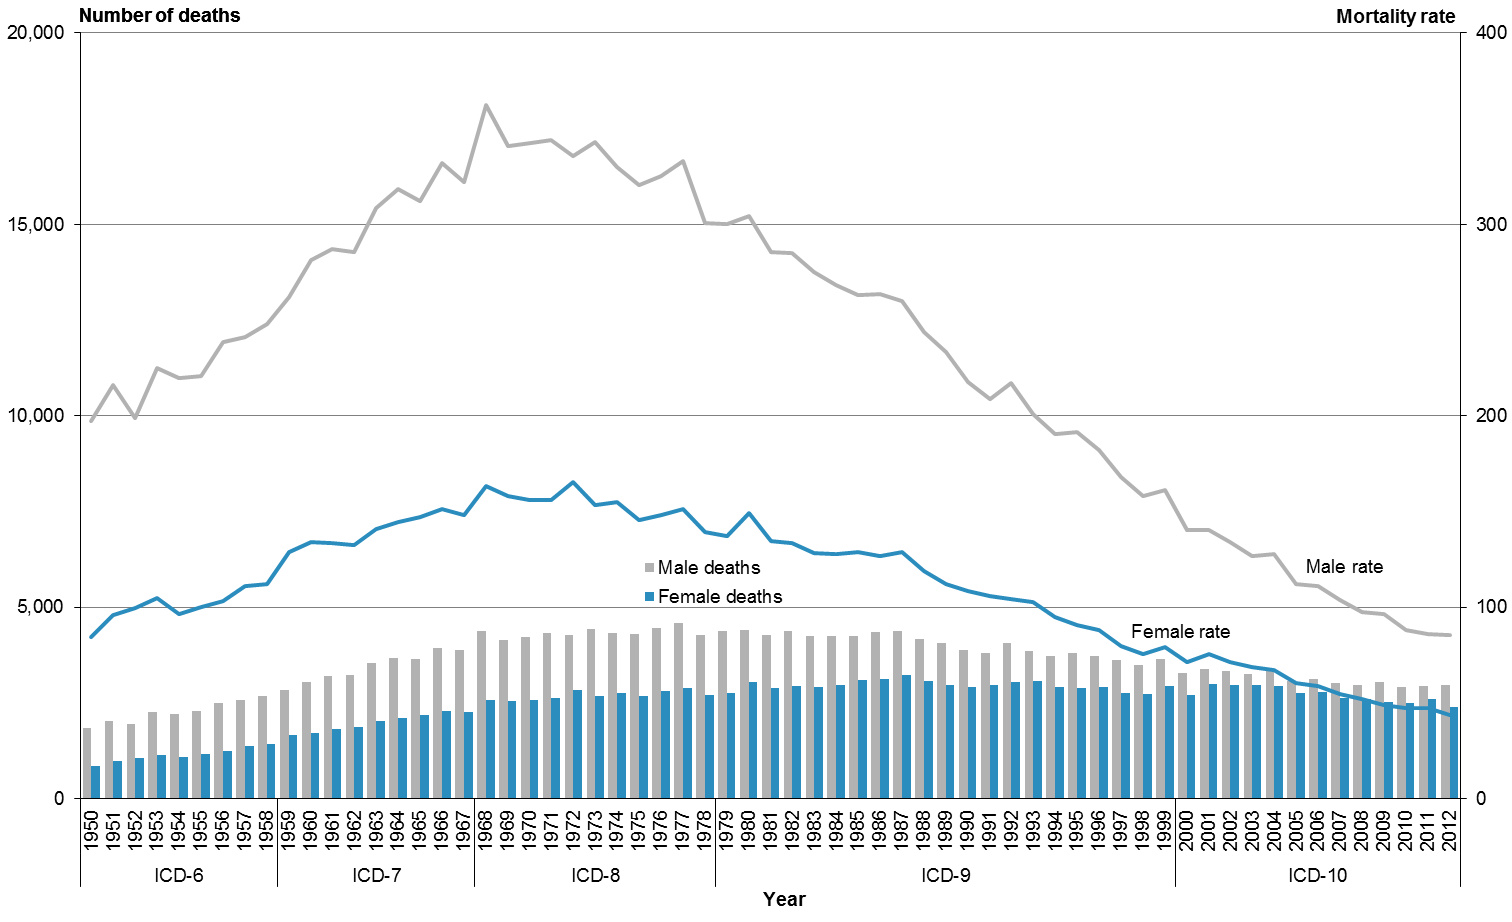 Number of deaths
Mortality rate
20,000
15,000
10,000
5,000
0
400
300
200
100
0
Male deaths
Female deaths
Male rate
Female rate
1950 1951 1952 1953 1954 1955 1956 1957 1958 1959 1960 1961 1962 1963 1964 1965 1966 1967 1968 1969 1970 1971 1972 1973 1974 1975 1976 1977 1978 1979 1980 1981 1982 1983 1984 1985 1986 1987 1988 1989 1990 1991 1992 1993 1994 1995 1996 1997 1998 1999 2000 2001 2002 2003 2004 2005 2006 2007 2008 2009 2010 2011 2012
ICD-6 ICD-7 ICD-8 ICD-9 ICD-10
Year